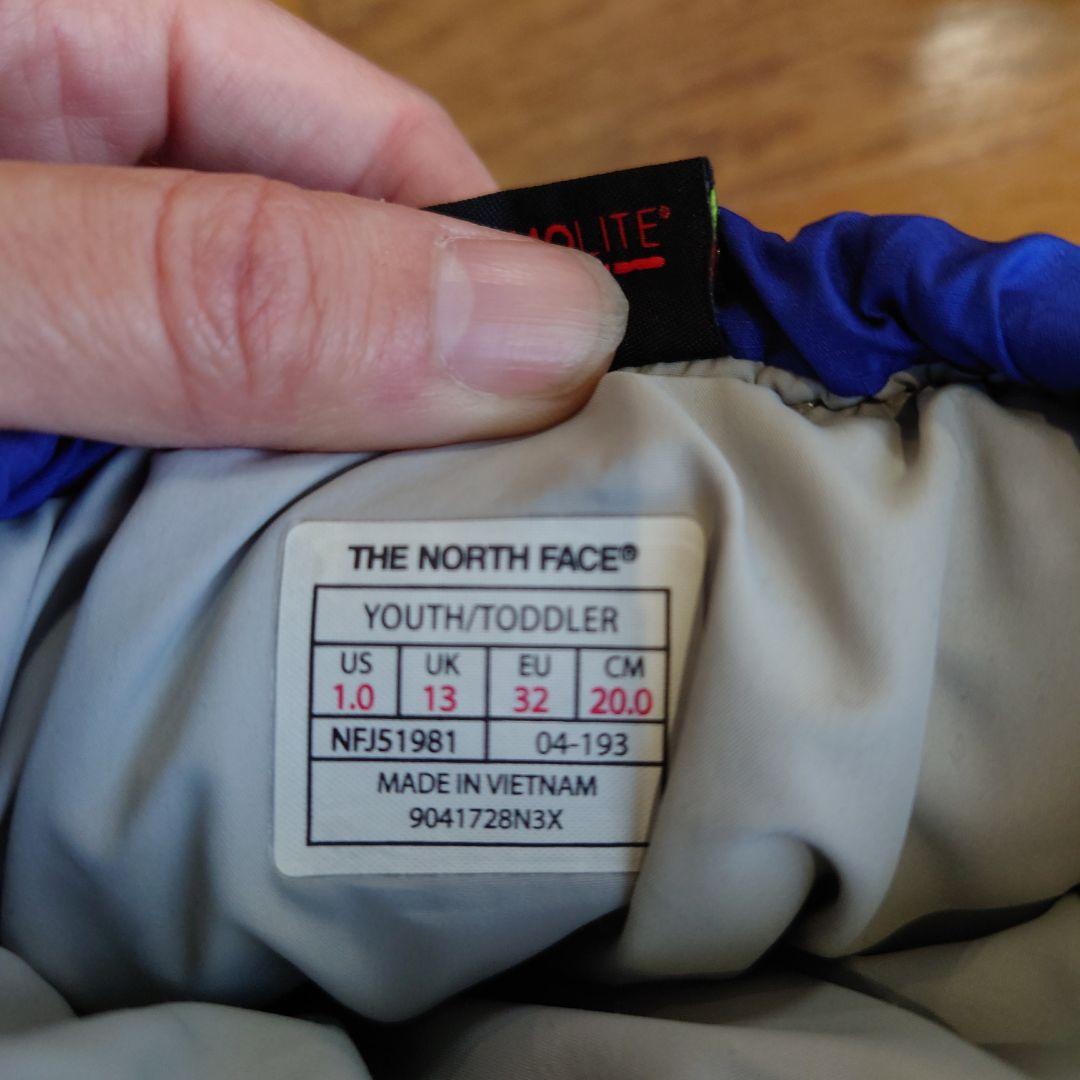 LITE®
THE NORTH FACE®
YOUTH/TODDLER
US UK EU CM
1.0 13 32 20.0
NFJ51981 04-193
MADE IN VIETNAM
9041728N3X